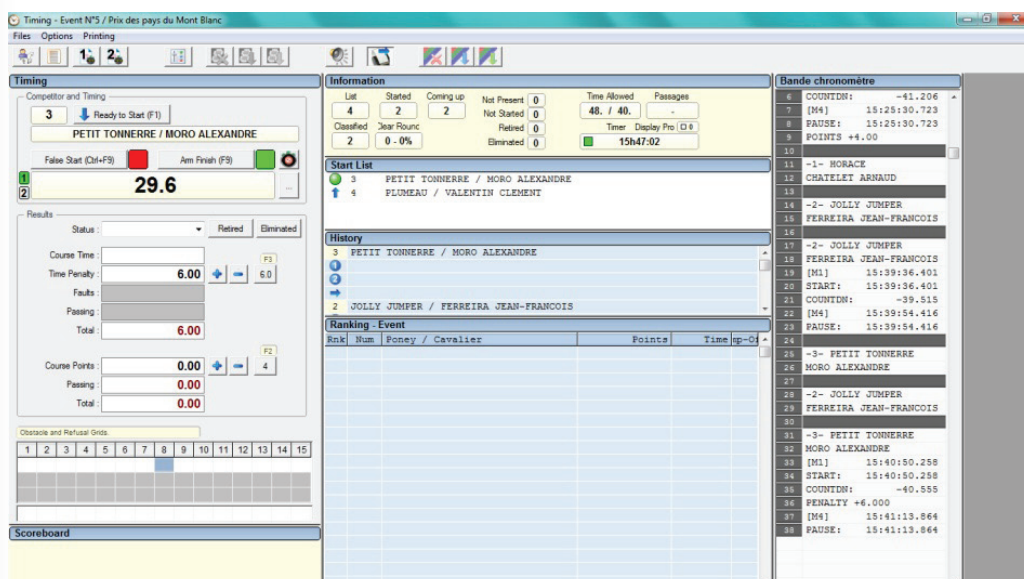 Timing - Event N°5 / Prix des pays du Mont Blanc
Files Options Printing
1 2
Timing
Competitor and Timing
3 Ready to Start (F1)
PETIT TONNERRE / MORO ALEXANDRE
False Start (Ctrl+F9) Arm Finish (F9)
1
2
29.6
...
Results
Status : Retired Eliminated
Course Time :
F3
Time Penalty : 6.00 6.0
Faults :
Passing :
Total : 6.00
F2
Course Points : 0.00 4
Passing : 0.00
Total : 0.00
Obstacle and Refusal Grids.
1 2 3 4 5 6 7 8 9 10 11 12 13 14 15
Scoreboard
Information
List Started Coming up
4 2 2
Classified Clear Round
2 0 - 0%
Not Present 0
Not Started 0
Retired 0
Eliminated 0
Time Allowed Passages
48. / 40. -
Timer Display Pro 0
15h47:02
Start List
3 PETIT TONNERRE / MORO ALEXANDRE
4 PLUMEAU / VALENTIN CLEMENT
History
3 PETIT TONNERRE / MORO ALEXANDRE
1
2
2 JOLLY JUMPER / FERREIRA JEAN-FRANCOIS
Ranking - Event
Rnk Num Poney / Cavalier Points Time
Bande chronomètre
6 COUNTDN: -41.206
7 [M4] 15:25:30.723
8 PAUSE: 15:25:30.723
9 POINTS +4.00
10
11 -1- HORACE
12 CHATELET ARNAUD
13
14 -2- JOLLY JUMPER
15 FERREIRA JEAN-FRANCOIS
16
17 -2- JOLLY JUMPER
18 FERREIRA JEAN-FRANCOIS
19 [M1] 15:39:36.401
20 START: 15:39:36.401
21 COUNTDN: -39.515
22 [M4] 15:39:54.416
23 PAUSE: 15:39:54.416
24
25 -3- PETIT TONNERRE
26 MORO ALEXANDRE
27
28 -2- JOLLY JUMPER
29 FERREIRA JEAN-FRANCOIS
30
31 -3- PETIT TONNERRE
32 MORO ALEXANDRE
33 [M1] 15:40:50.258
34 START: 15:40:50.258
35 COUNTDN: -40.555
36 PENALTY +6.000
37 [M4] 15:41:13.864
38 PAUSE: 15:41:13.864